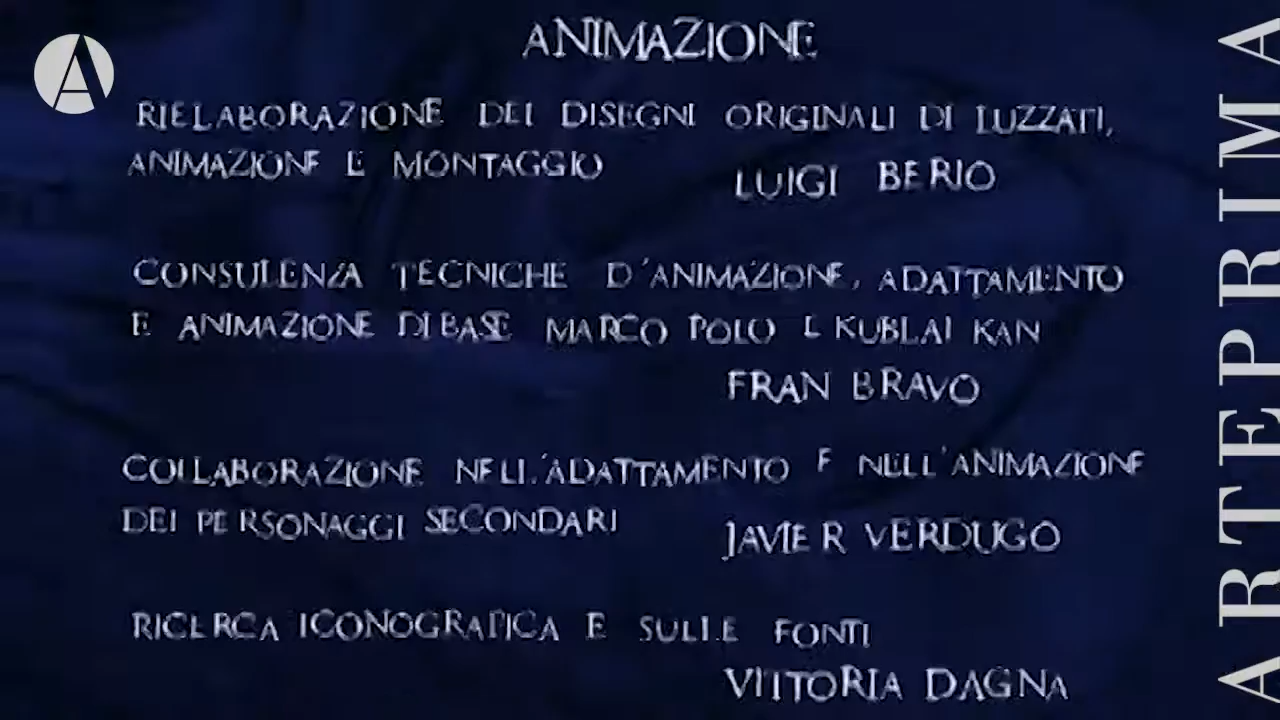 ANIMAZIONE
RIELABORAZIONE DEI DISEGNI ORIGINALI DI LUZZATI,
ANIMAZIONE E MONTAGGIO
LUIGI BERIO
CONSULENZA TECNICHE D'ANIMAZIONE, ADATTAMENTO
E ANIMAZIONE DI BASE MARCO POLO E KUBLAI KAN
FRAN BRAVO
COLLABORAZIONE NELL'ADATTAMENTO E NELL'ANIMAZIONE
DEI PERSONAGGI SECONDARI
JAVIER VERDUGO
RICERCA ICONOGRAFICA E SULLE FONTI
VITTORIA DAGNA
ARTEPRIMA